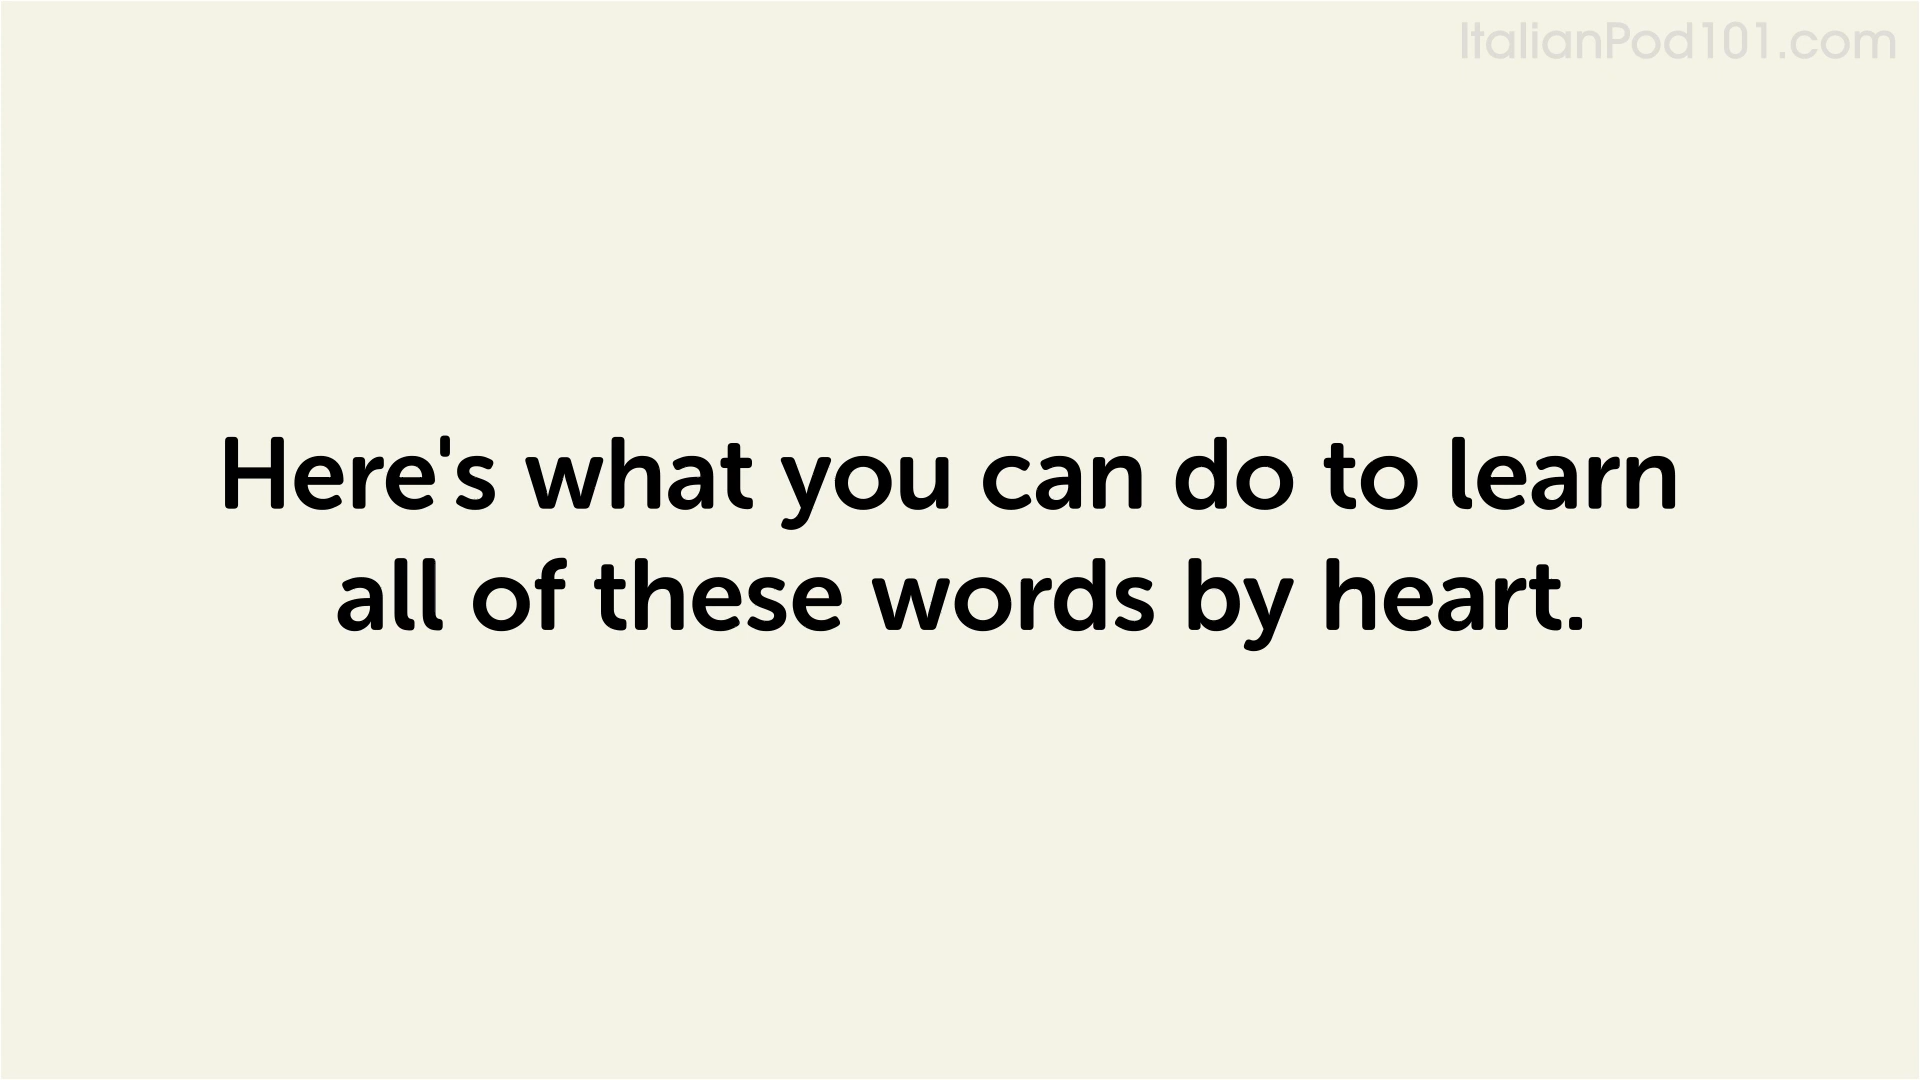 ItalianPod101.com
Here's what you can do to learn
all of these words by heart.